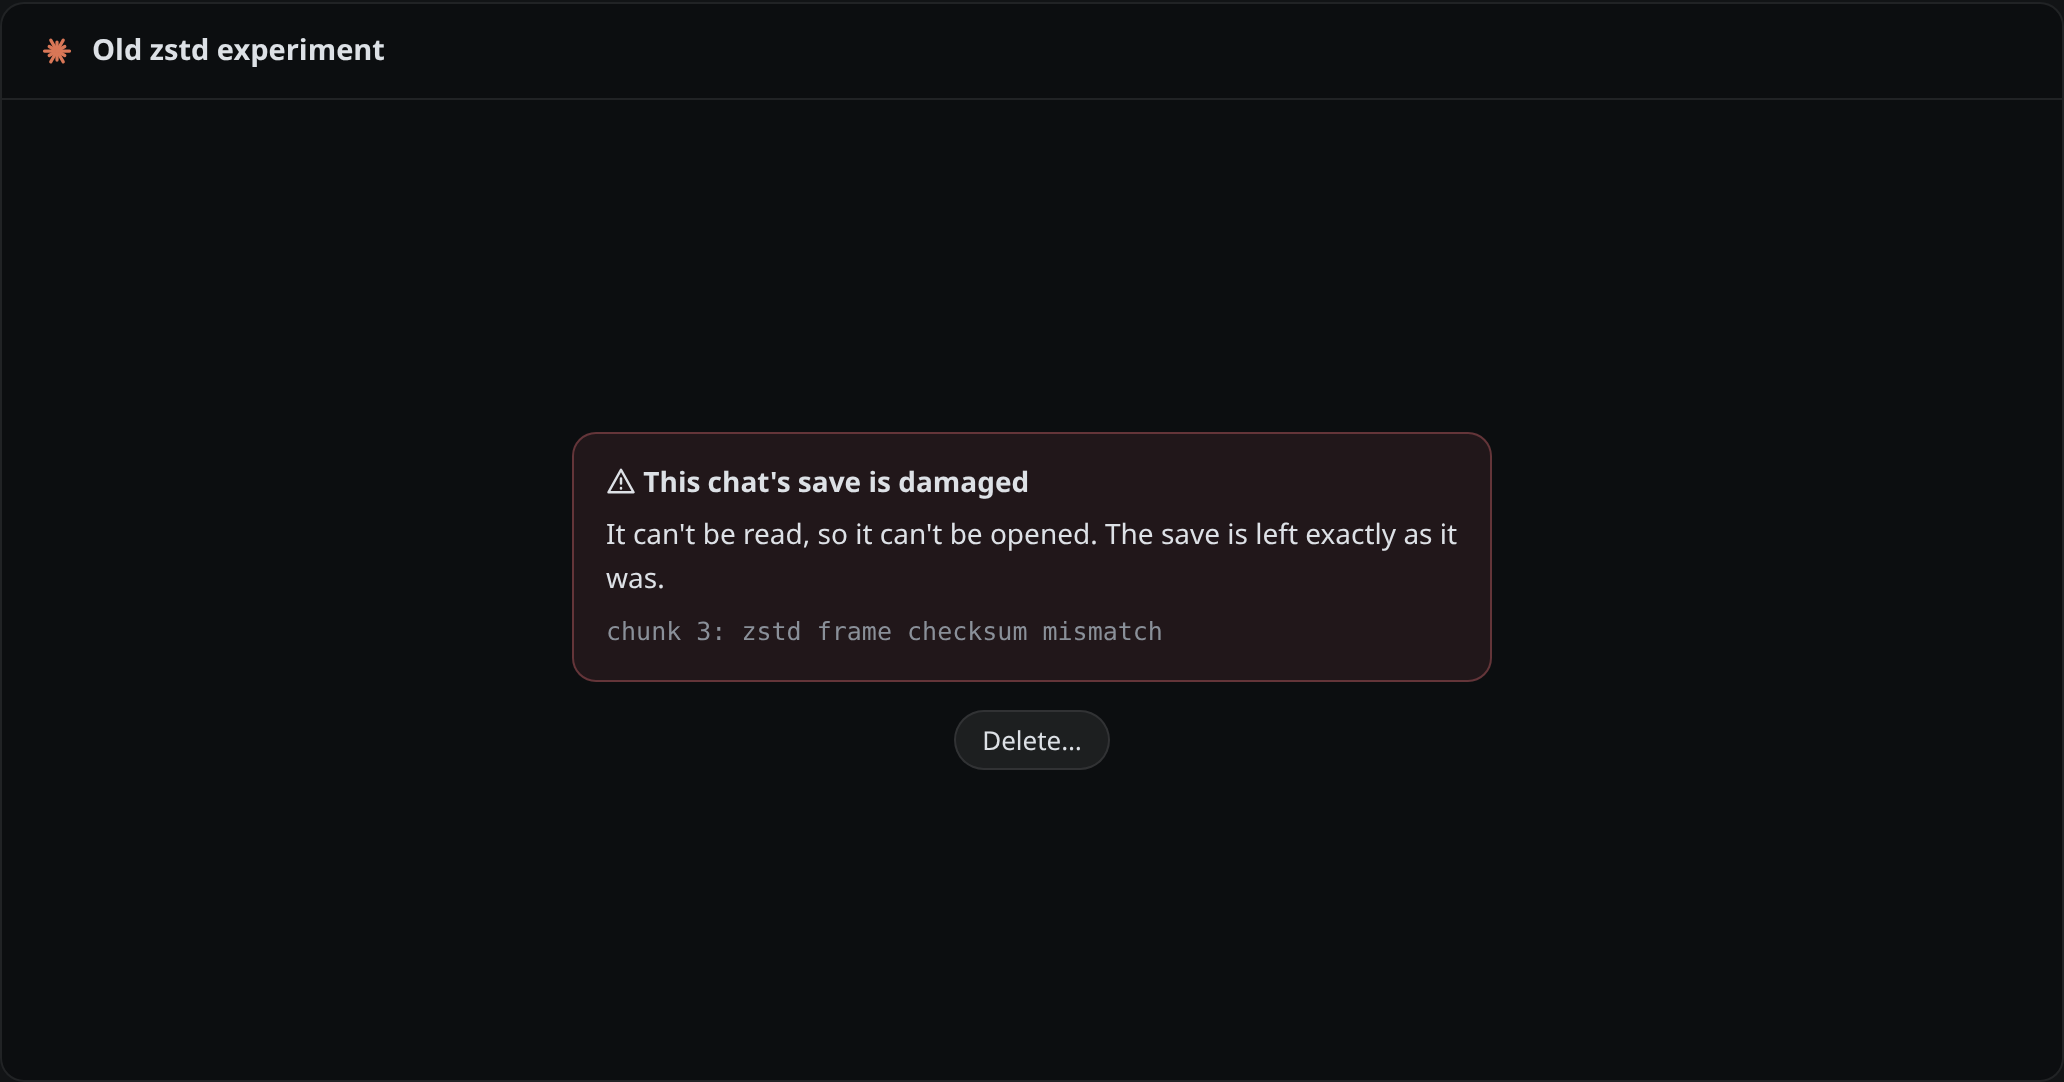 Old zstd experiment
This chat's save is damaged
It can't be read, so it can't be opened. The save is left exactly as it
was.
chunk 3: zstd frame checksum mismatch
Delete...